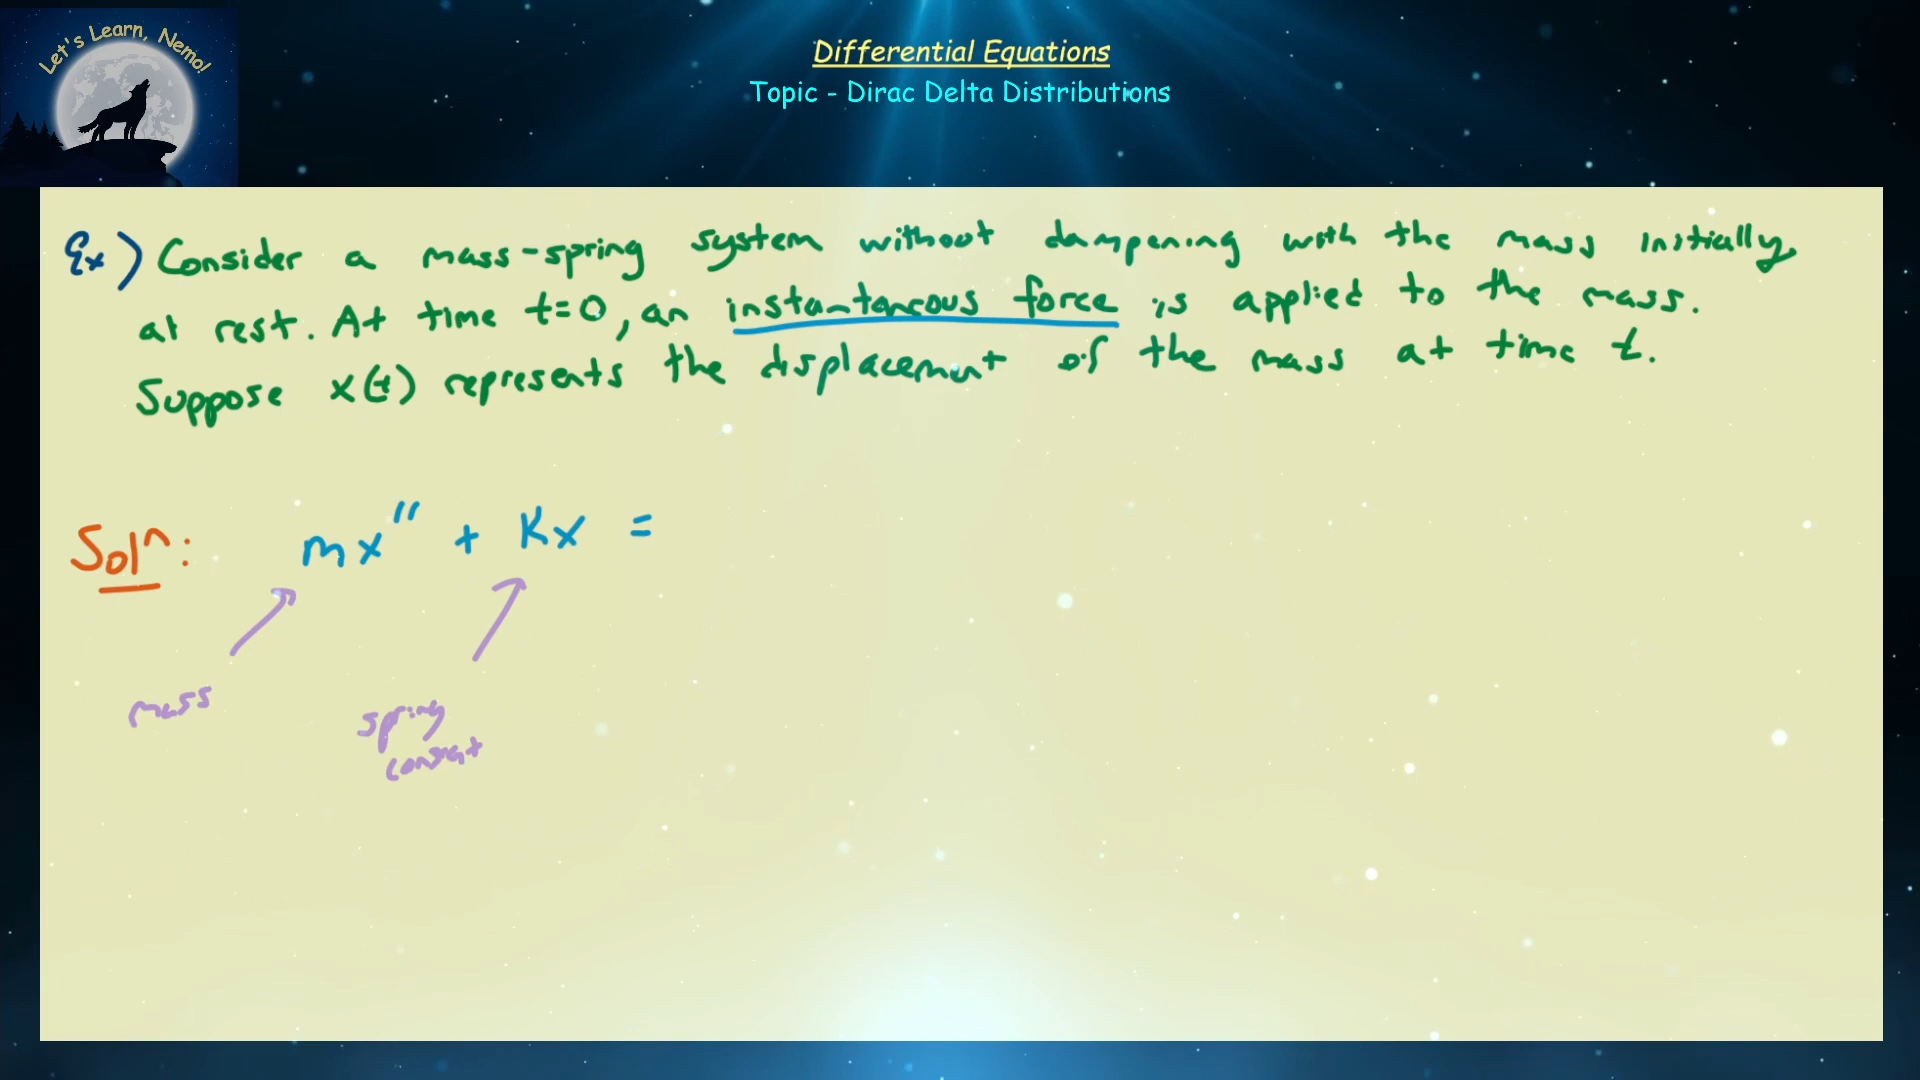 Let's Learn, Nemo!
Differential Equations
Topic - Dirac Delta Distributions
Ex) Consider a mass-spring system without dampening with the mass initially
at rest. At time t=0, an instantaneous force is applied to the mass.
Suppose x(t) represents the displacement of the mass at time t.
Solⁿ: mx'' + Kx =
mass
spring
constant